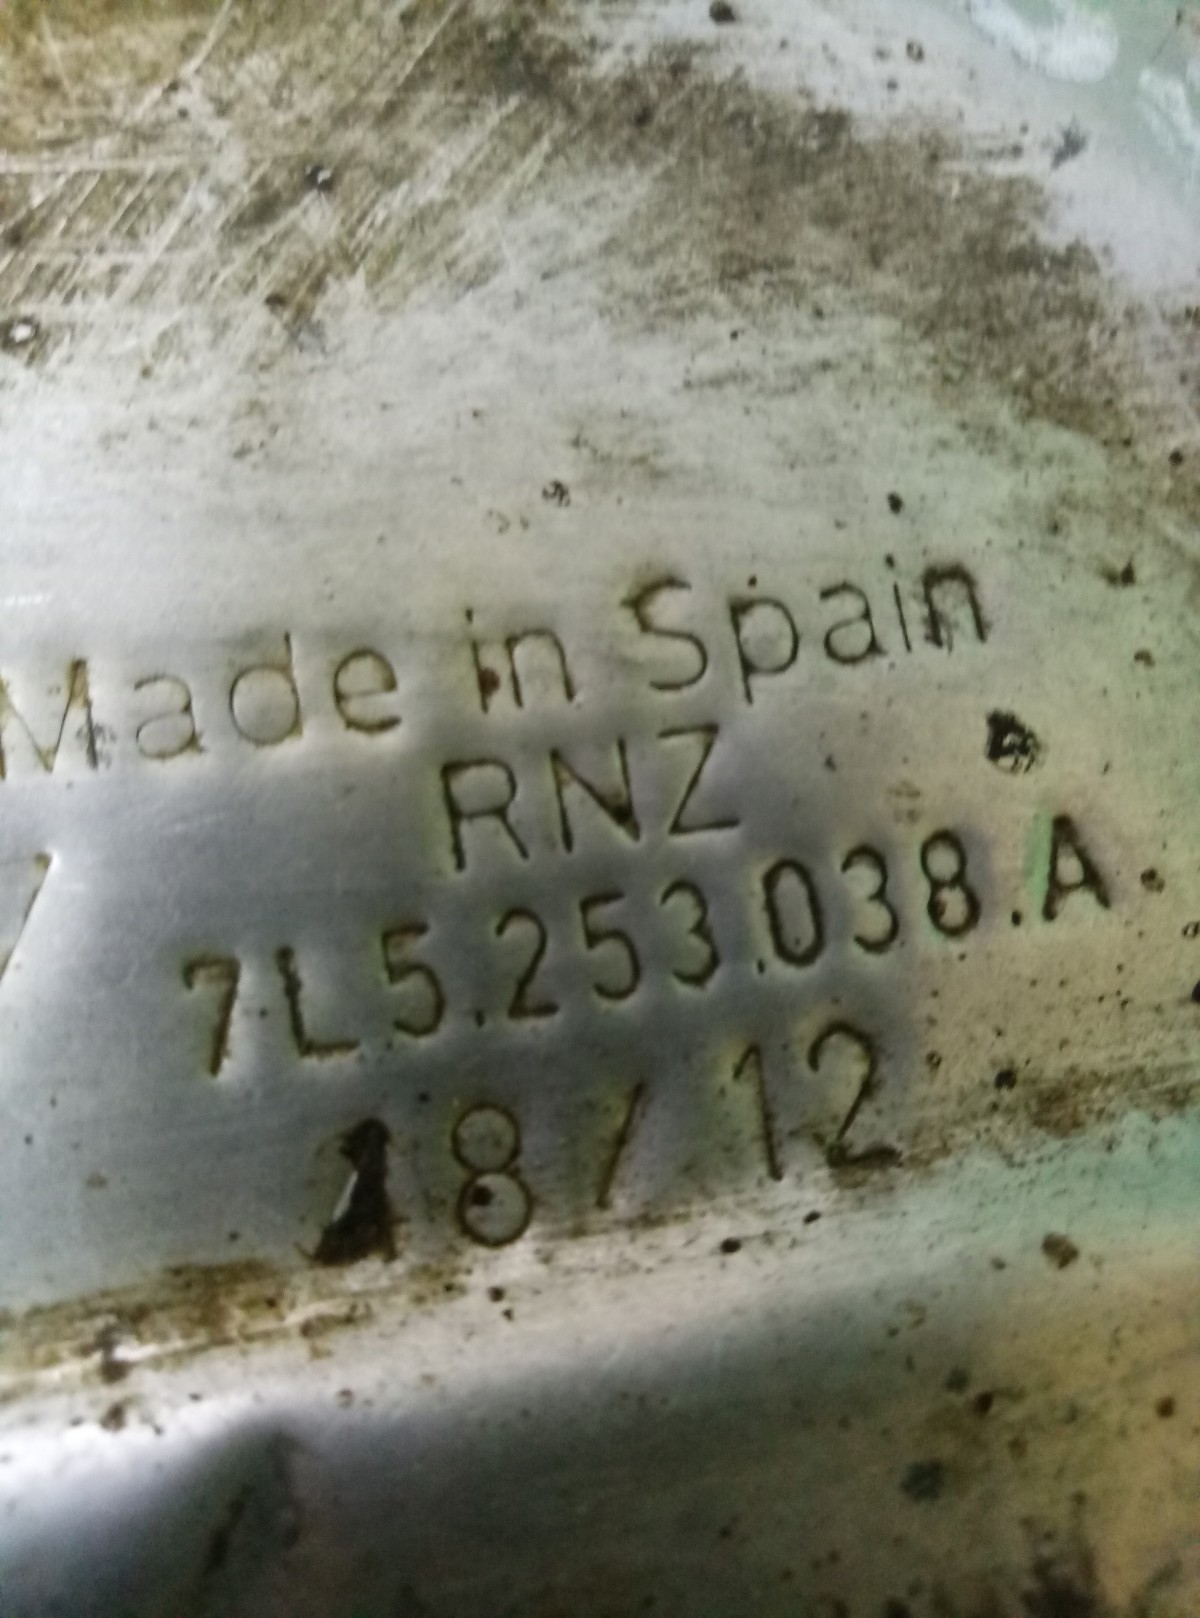 Made in Spain
RNZ
7L5.253.038.A
18/12